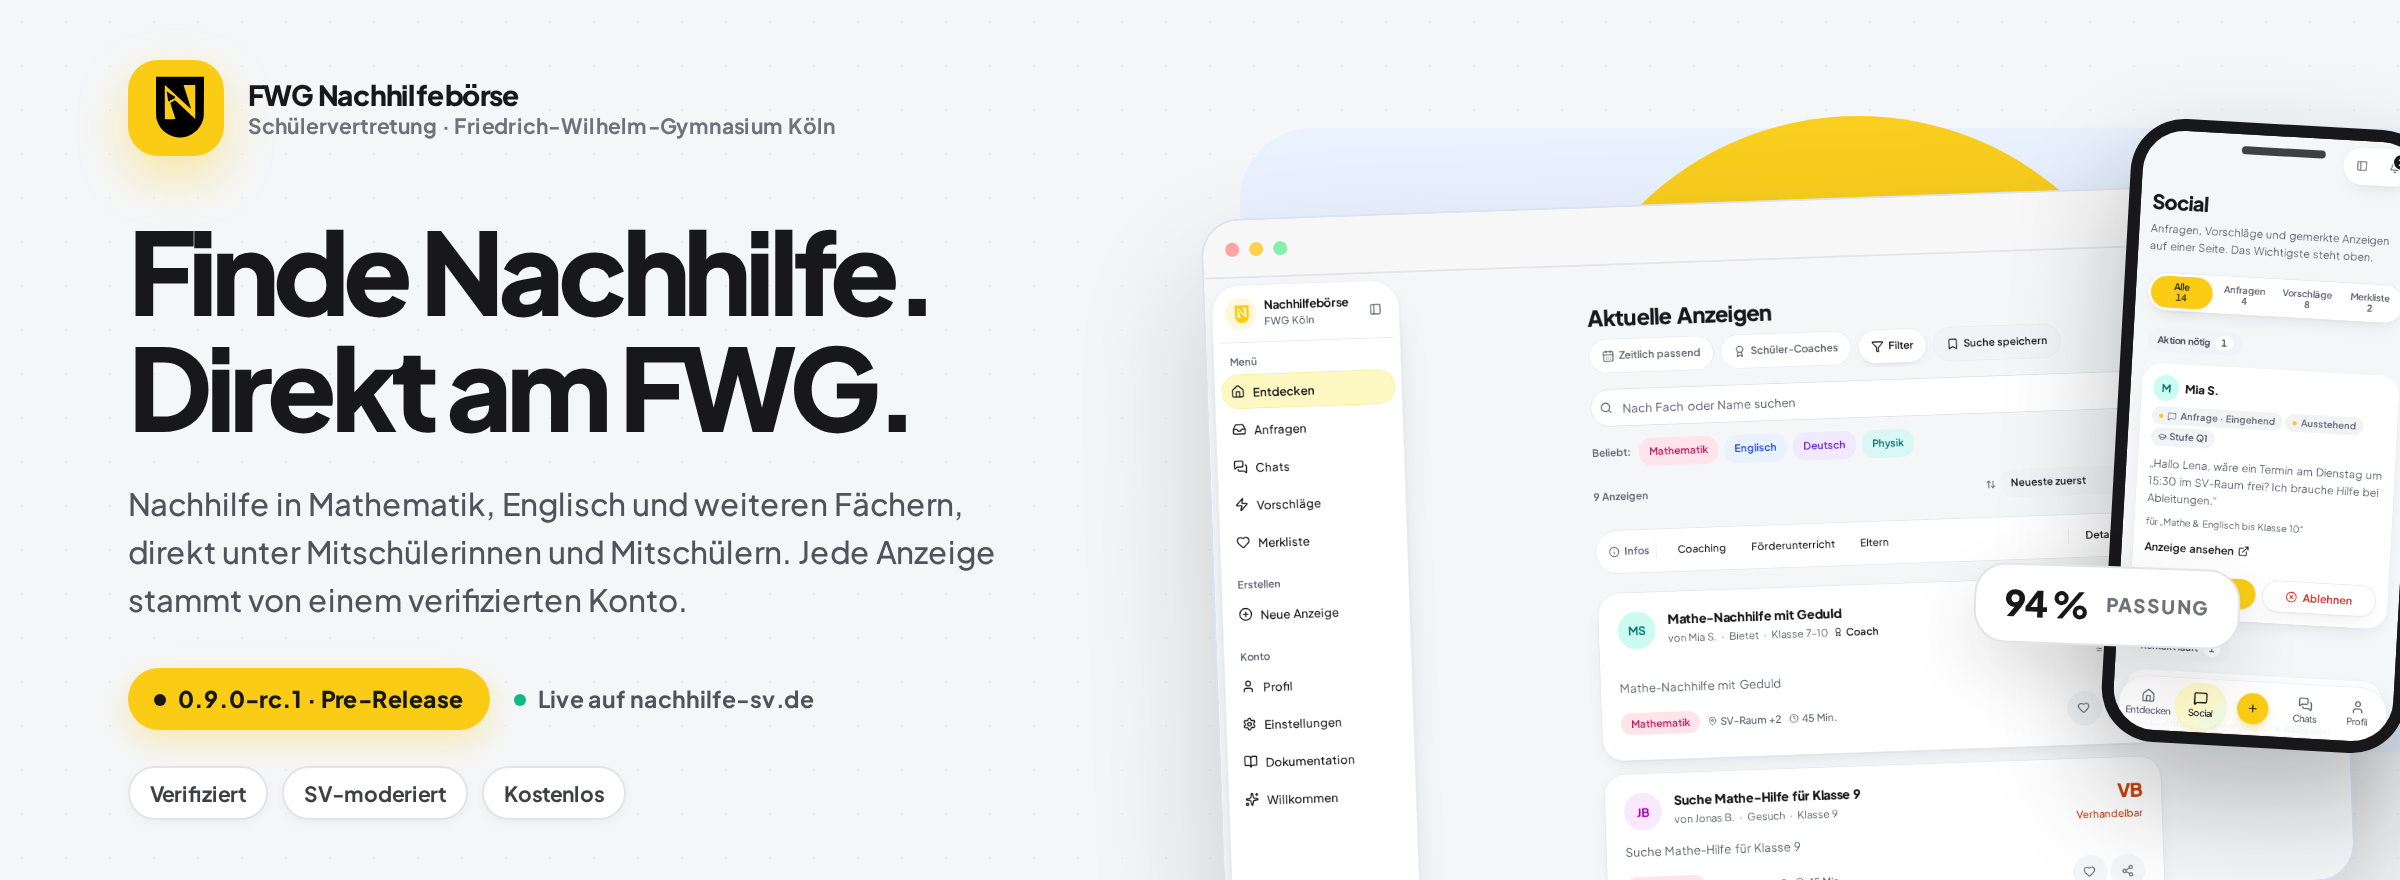 FWG Nachhilfebörse
Schülervertretung · Friedrich-Wilhelm-Gymnasium Köln
Finde Nachhilfe.
Direkt am FWG.
Nachhilfe in Mathematik, Englisch und weiteren Fächern,
direkt unter Mitschülerinnen und Mitschülern. Jede Anzeige
stammt von einem verifizierten Konto.
0.9.0-rc.1 · Pre-Release
Live auf nachhilfe-sv.de
Verifiziert
SV-moderiert
Kostenlos
Nachhilfebörse
FWG Köln
Menü
Entdecken
Anfragen
Chats
Vorschläge
Merkliste
Erstellen
Neue Anzeige
Konto
Profil
Einstellungen
Dokumentation
Willkommen
Aktuelle Anzeigen
Zeitlich passend
Schüler-Coaches
Filter
Suche speichern
Nach Fach oder Name suchen
Beliebt: Mathematik Englisch Deutsch Physik
9 Anzeigen
Neueste zuerst
Infos Coaching Förderunterricht Eltern
MS
Mathe-Nachhilfe mit Geduld
von Mia S. · Bietet · Klasse 7-10 Coach
Mathe-Nachhilfe mit Geduld
Mathematik SV-Raum +2 45 Min.
JB
Suche Mathe-Hilfe für Klasse 9
von Jonas B. · Gesuch · Klasse 9
VB
Verhandelbar
Suche Mathe-Hilfe für Klasse 9
45 Min.
94 % PASSUNG
Social
Anfragen, Vorschläge und gemerkte Anzeigen
auf einer Seite. Das Wichtigste steht oben.
Alle
14
Anfragen
4
Vorschläge
8
Merkliste
2
Aktion nötig 1
M
Mia S.
Anfrage · Eingehend
Ausstehend
Stufe Q1
„Hallo Lena, wäre ein Termin am Dienstag um
15:30 im SV-Raum frei? Ich brauche Hilfe bei
Ableitungen."
für „Mathe & Englisch bis Klasse 10"
Anzeige ansehen
Ablehnen
Entdecken
Social
+
Chats
Profil